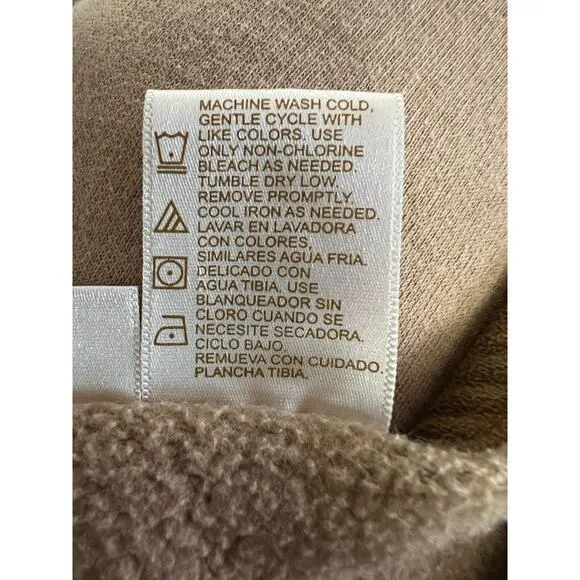 MACHINE WASH COLD,
GENTLE CYCLE WITH
LIKE COLORS. USE
ONLY NON-CHLORINE
BLEACH AS NEEDED.
TUMBLE DRY LOW.
REMOVE PROMPTLY.
COOL IRON AS NEEDED.
LAVAR EN LAVADORA
CON COLORES,
SIMILARES AGUA FRIA.
DELICADO CON
AGUA TIBIA. USE
BLANQUEADOR SIN
CLORO CUANDO SE
NECESITE SECADORA.
CICLO BAJO.
REMUEVA CON CUIDADO.
PLANCHA TIBIA.